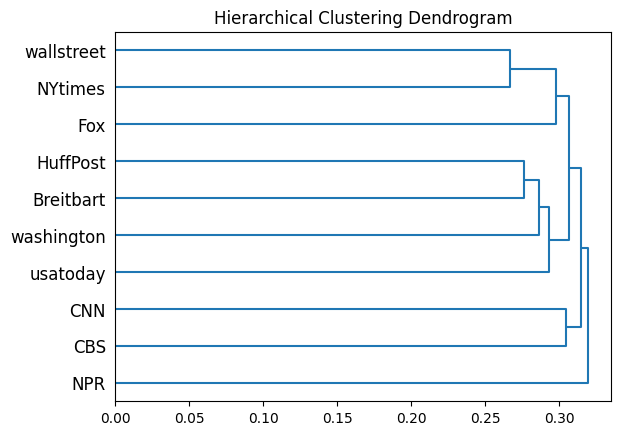 Hierarchical Clustering Dendrogram
wallstreet
NYtimes
Fox
HuffPost
Breitbart
washington
usatoday
CNN
CBS
NPR
0.00 0.05 0.10 0.15 0.20 0.25 0.30